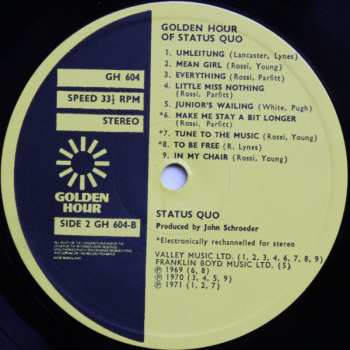 GOLDEN HOUR
OF STATUS QUO
1. UMLEITUNG (Lancaster, Lynes)
2. MEAN GIRL (Rossi, Young)
3. EVERYTHING (Rossi, Parfitt)
4. LITTLE MISS NOTHING
(Rossi, Parfitt)
5. JUNIOR'S WAILING (White, Pugh)
*6. MAKE ME STAY A BIT LONGER
(Rossi, Parfitt)
*7. TUNE TO THE MUSIC (Rossi, Young)
*8. TO BE FREE (R. Lynes)
9. IN MY CHAIR (Rossi, Young)
GH 604
SPEED 33⅓ RPM
STEREO
GOLDEN
HOUR
SIDE 2 GH 604-B
STATUS QUO
Produced by John Schroeder
*Electronically rechannelled for stereo
VALLEY MUSIC LTD. (1, 2, 3, 4, 6, 7, 8, 9)
FRANKLIN BOYD MUSIC LTD. (5).
Ⓟ 1969 (6, 8)
Ⓟ 1970 (3, 4, 5, 9)
Ⓟ 1971 (1, 2, 7)